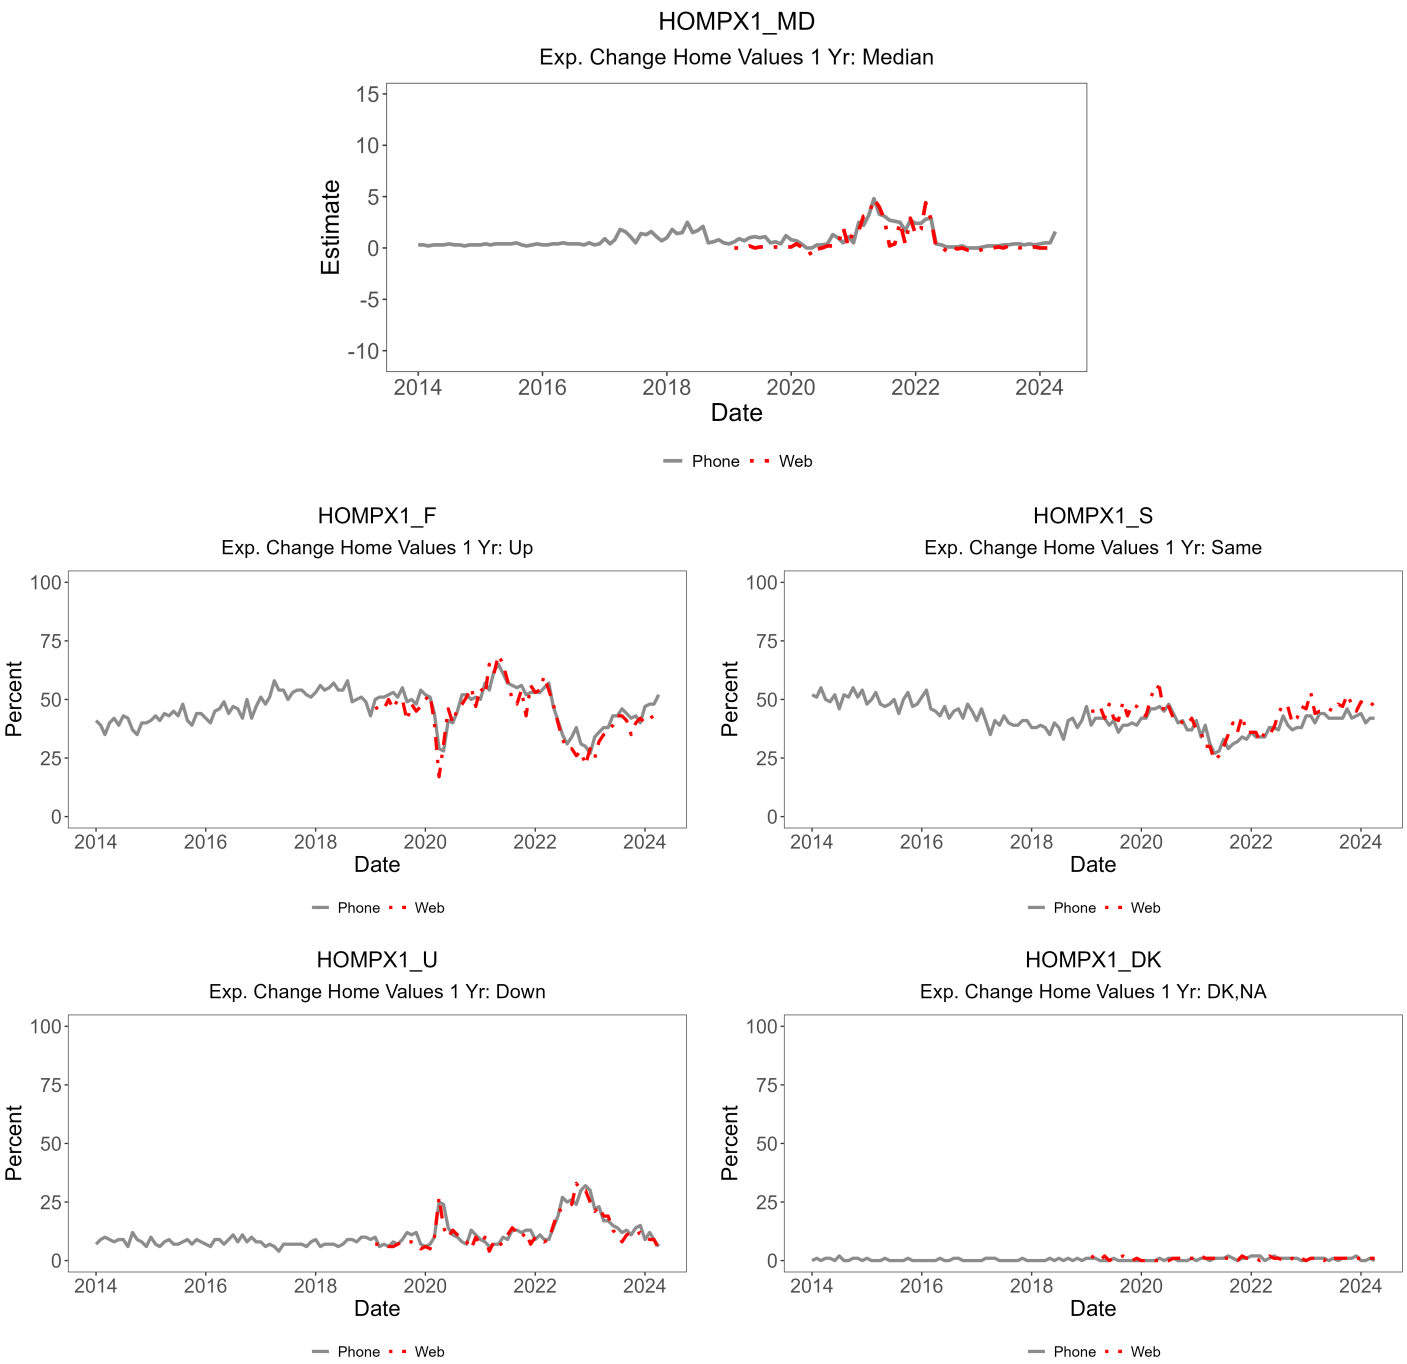 HOMPX1_MD
Exp. Change Home Values 1 Yr: Median
Estimate
15
10
5
0
-5
-10
2014 2016 2018 2020 2022 2024
Date
Phone Web
HOMPX1_F
Exp. Change Home Values 1 Yr: Up
Percent
100
75
50
25
0
2014 2016 2018 2020 2022 2024
Date
Phone Web
HOMPX1_S
Exp. Change Home Values 1 Yr: Same
Percent
100
75
50
25
0
2014 2016 2018 2020 2022 2024
Date
Phone Web
HOMPX1_U
Exp. Change Home Values 1 Yr: Down
Percent
100
75
50
25
0
2014 2016 2018 2020 2022 2024
Date
Phone Web
HOMPX1_DK
Exp. Change Home Values 1 Yr: DK,NA
Percent
100
75
50
25
0
2014 2016 2018 2020 2022 2024
Date
Phone Web